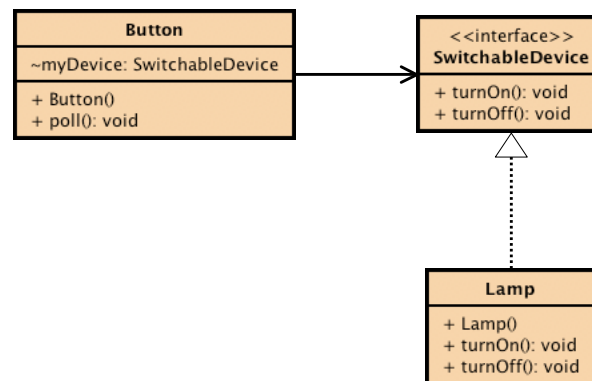 Button
~myDevice: SwitchableDevice
+ Button()
+ poll(): void
<<interface>>
SwitchableDevice
+ turnOn(): void
+ turnOff(): void
Lamp
+ Lamp()
+ turnOn(): void
+ turnOff(): void